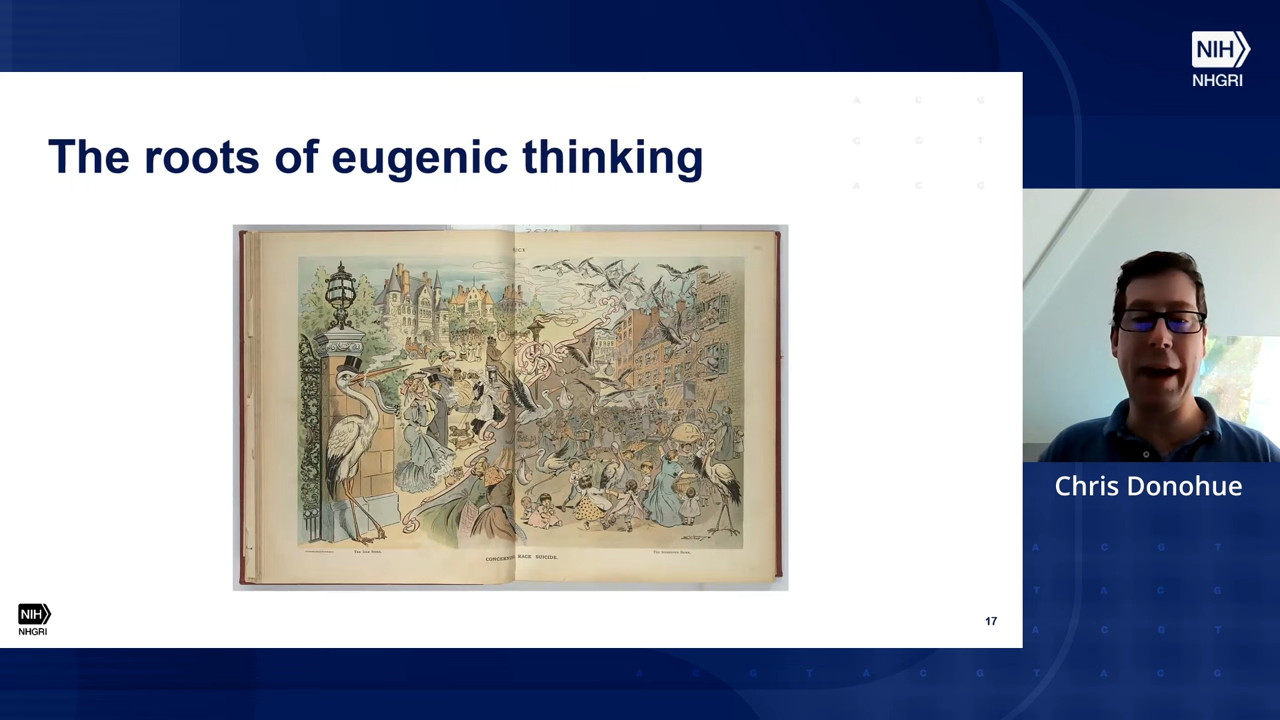 NIH
NHGRI
The roots of eugenic thinking
CONCERNING RACE SUICIDE.
Chris Donohue
NIH
NHGRI
17
A C G
C G T
A C G
A C G T
T A C G
A C G T
A C G T A C G T A C G